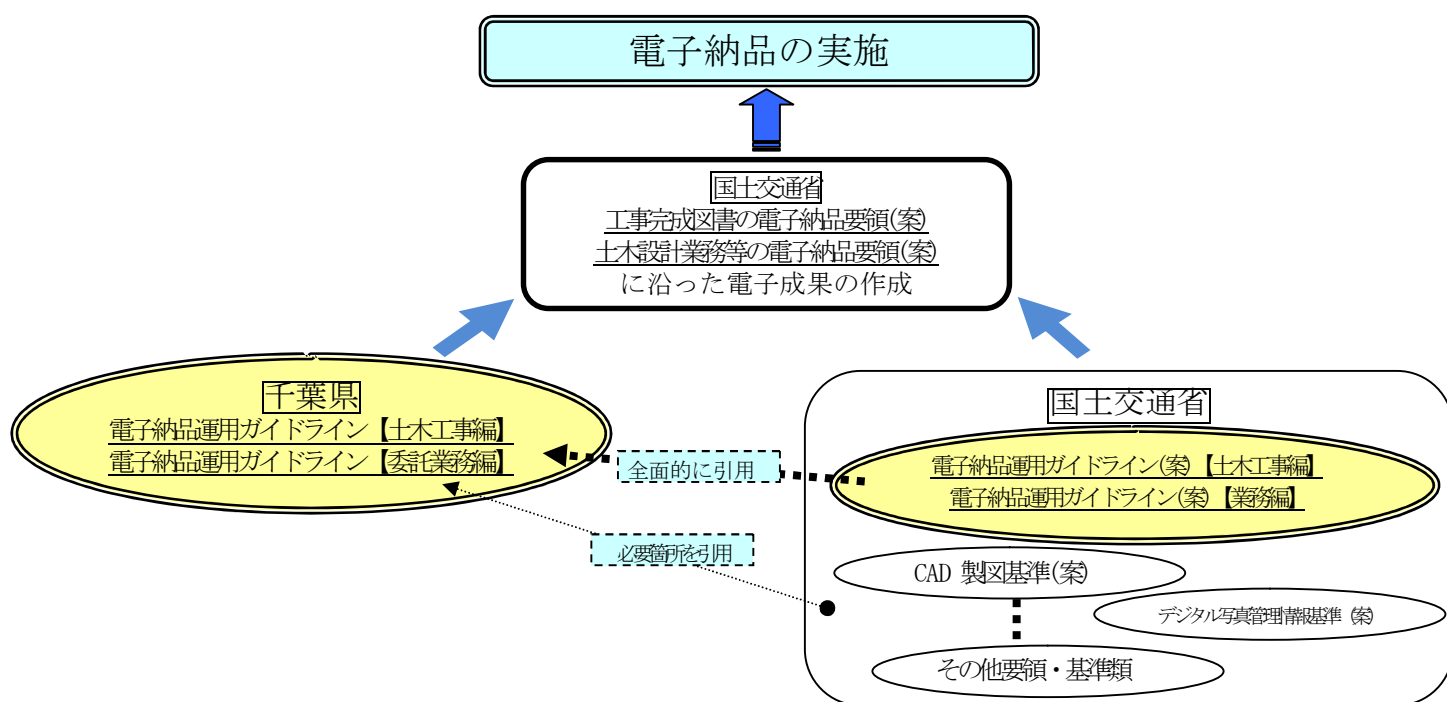 電子納品の実施
国土交通省
工事完成図書の電子納品要領(案)
土木設計業務等の電子納品要領(案)
に沿った電子成果の作成
千葉県
電子納品運用ガイドライン【土木工事編】
電子納品運用ガイドライン【委託業務編】
全面的に引用
必要箇所を引用
国土交通省
電子納品運用ガイドライン(案)【土木工事編】
電子納品運用ガイドライン(案)【業務編】
CAD 製図基準(案)
デジタル写真管理情報基準 (案)
その他要領・基準類